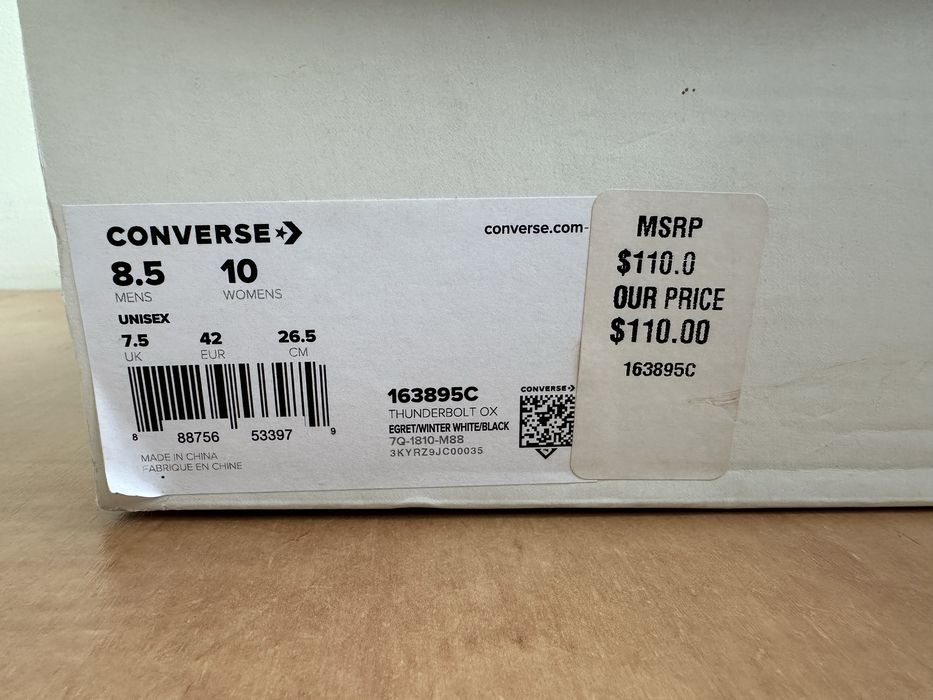 CONVERSE
converse.com-
8.5 10
MENS WOMENS
UNISEX
7.5 42 26.5
UK EUR CM
8 88756 53397 9
MADE IN CHINA
FABRIQUE EN CHINE
163895C
THUNDERBOLT OX
EGRET/WINTER WHITE/BLACK
7Q-1810-M88
3KYRZ9JC00035
CONVERSE
MSRP
$110.0
OUR PRICE
$110.00
163895C